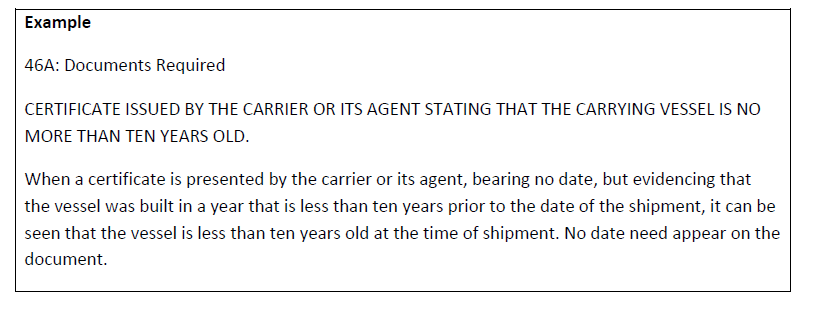 Example
46A: Documents Required
CERTIFICATE ISSUED BY THE CARRIER OR ITS AGENT STATING THAT THE CARRYING VESSEL IS NO
MORE THAN TEN YEARS OLD.
When a certificate is presented by the carrier or its agent, bearing no date, but evidencing that
the vessel was built in a year that is less than ten years prior to the date of the shipment, it can be
seen that the vessel is less than ten years old at the time of shipment. No date need appear on the
document.